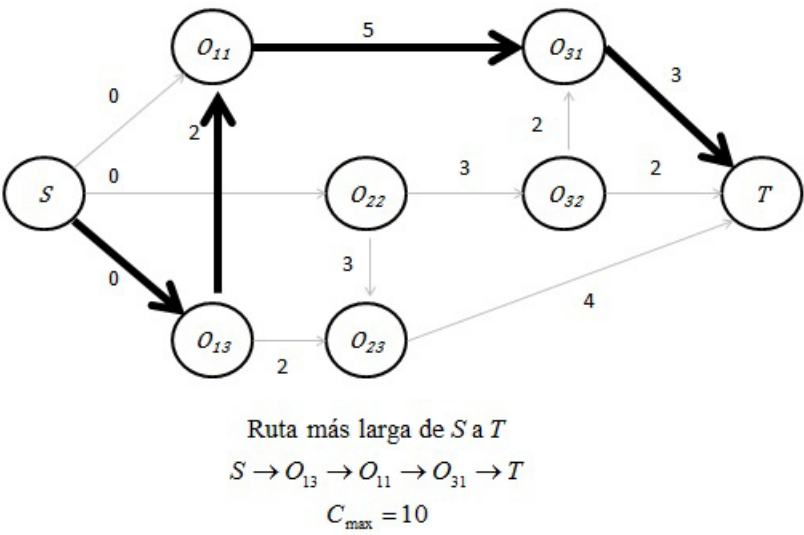 5
O₁₁
O₃₁
3
0
2
2
0
3
2
S
O₂₂
O₃₂
T
3
0
4
O₁₃
O₂₃
2
Ruta más larga de S a T
S → O₁₃ → O₁₁ → O₃₁ → T
C_max = 10